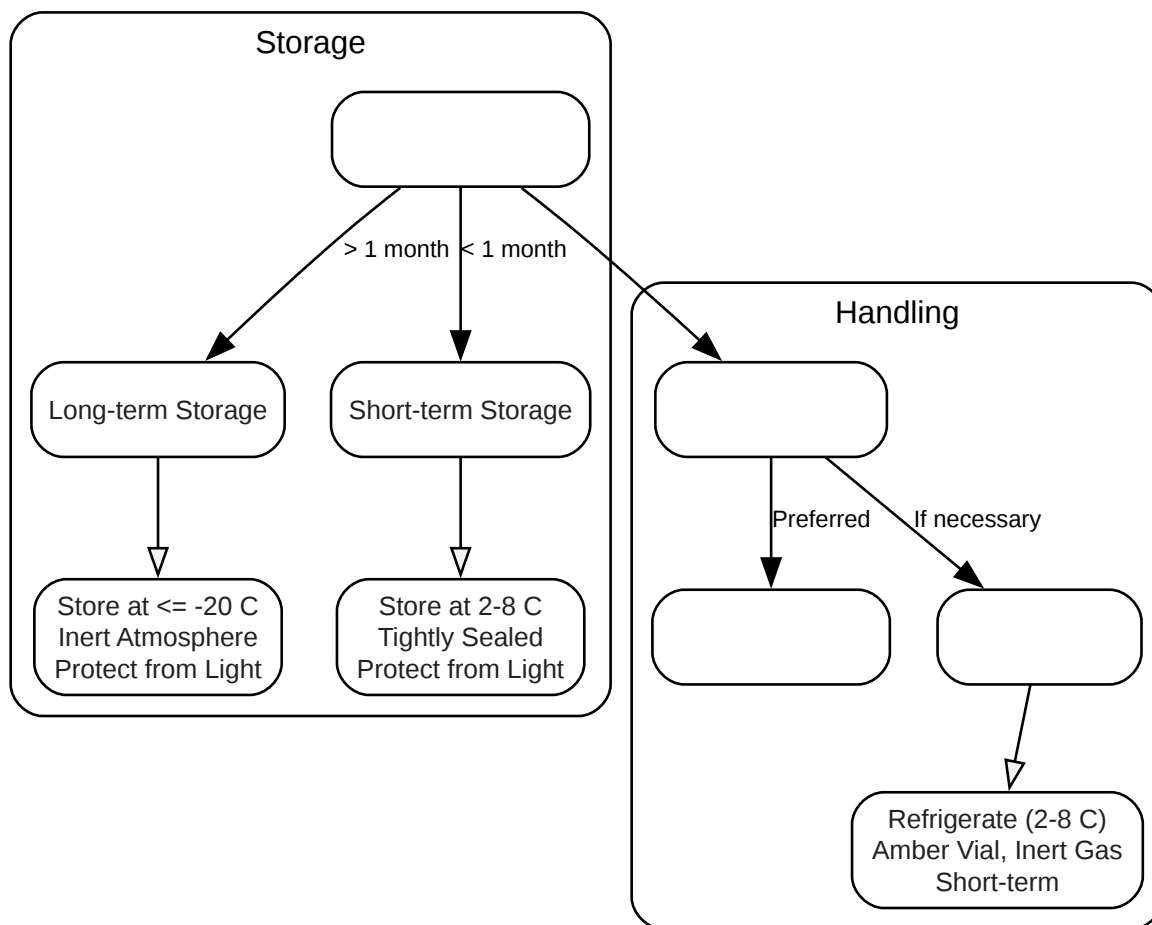 Storage
> 1 month
< 1 month
Handling
Long-term Storage
Short-term Storage
Preferred
If necessary
Store at <= -20 C
Inert Atmosphere
Protect from Light
Store at 2-8 C
Tightly Sealed
Protect from Light
Refrigerate (2-8 C)
Amber Vial, Inert Gas
Short-term